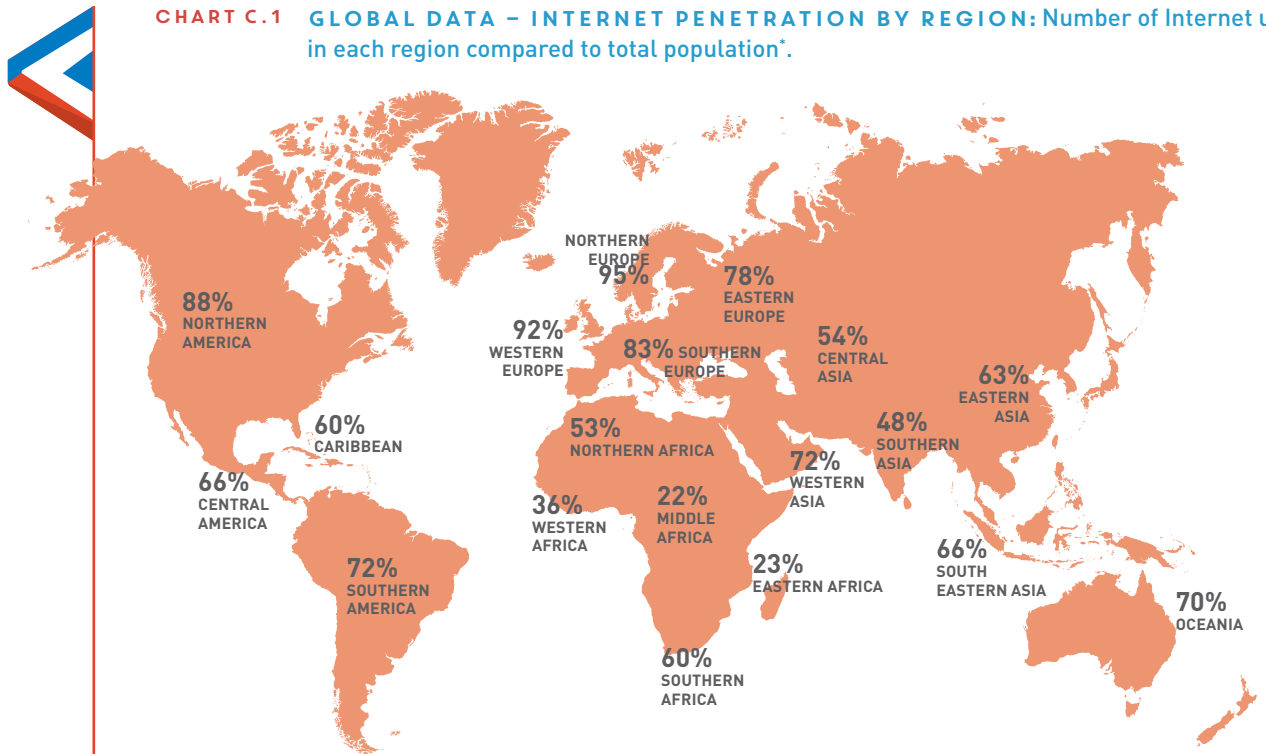 CHART C.1 GLOBAL DATA – INTERNET PENETRATION BY REGION: Number of Internet u
in each region compared to total population*.
NORTHERN
EUROPE
95%
78%
EASTERN
EUROPE
88%
NORTHERN
AMERICA
92%
WESTERN
EUROPE
83% SOUTHERN
EUROPE
54%
CENTRAL
ASIA
63%
EASTERN
ASIA
60%
CARIBBEAN
53%
NORTHERN AFRICA
48%
SOUTHERN
ASIA
72%
WESTERN
ASIA
66%
CENTRAL
AMERICA
36%
WESTERN
AFRICA
22%
MIDDLE
AFRICA
72%
SOUTHERN
AMERICA
23%
EASTERN AFRICA
66%
SOUTH
EASTERN ASIA
70%
OCEANIA
60%
SOUTHERN
AFRICA